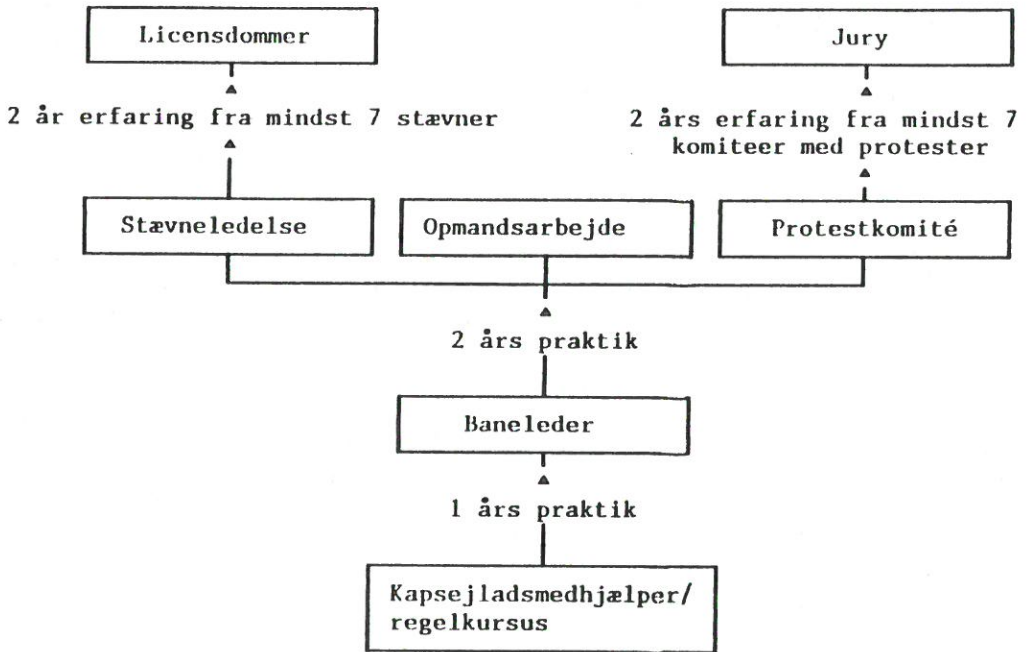 Licensdommer
Jury
2 år erfaring fra mindst 7 stævner
2 års erfaring fra mindst 7
komiteer med protester
Stævneledelse
Opmandsarbejde
Protestkomité
2 års praktik
Baneleder
1 års praktik
Kapsejladsmedhjælper/
regelkursus